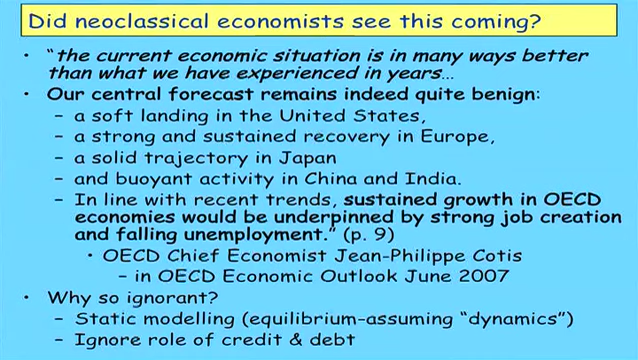 Did neoclassical economists see this coming?
• "the current economic situation is in many ways better
than what we have experienced in years…
• Our central forecast remains indeed quite benign:
– a soft landing in the United States,
– a strong and sustained recovery in Europe,
– a solid trajectory in Japan
– and buoyant activity in China and India.
– In line with recent trends, sustained growth in OECD
economies would be underpinned by strong job creation
and falling unemployment." (p. 9)
• OECD Chief Economist Jean-Philippe Cotis
– in OECD Economic Outlook June 2007
• Why so ignorant?
– Static modelling (equilibrium-assuming "dynamics")
– Ignore role of credit & debt